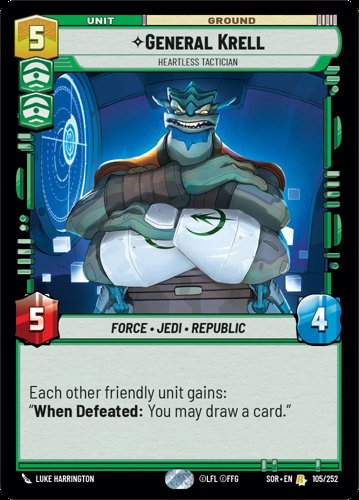 UNIT
GROUND
5
✧General Krell
HEARTLESS TACTICIAN
5
4
FORCE • JEDI • REPUBLIC
Each other friendly unit gains:
“When Defeated: You may draw a card.”
LUKE HARRINGTON
©LFL ©FFG
SOR • EN R 105/252